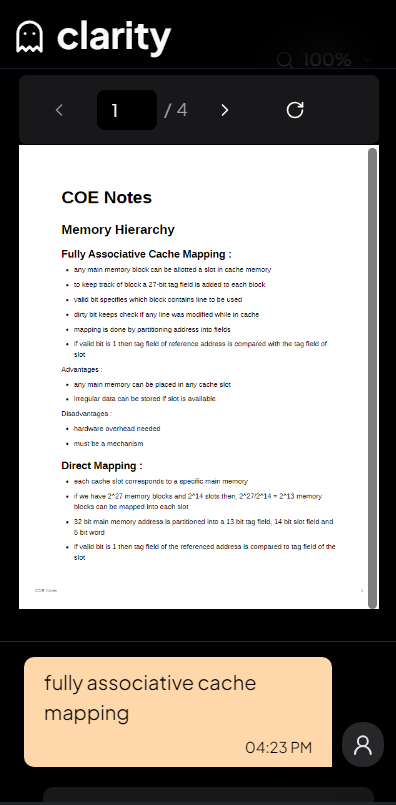 clarity
100%
1 / 4
COE Notes
Memory Hierarchy
Fully Associative Cache Mapping :
• any main memory block can be allotted a slot in cache memory
• to keep track of block a 27-bit tag field is added to each block
• valid bit specifies which block contains line to be used
• dirty bit keeps check if any line was modified while in cache
• mapping is done by partitioning address into fields
• if valid bit is 1 then tag field of reference address is compared with the tag field of
slot
Advantages :
• any main memory can be placed in any cache slot
• irregular data can be stored if slot is available
Disadvantages :
• hardware overhead needed
• must be a mechanism
Direct Mapping :
• each cache slot corresponds to a specific main memory
• if we have 2^27 memory blocks and 2^14 slots then, 2^27/2^14 = 2^13 memory
blocks can be mapped into each slot
• 32 bit main memory address is partitioned into a 13 bit tag field, 14 bit slot field and
5 bit word
• if valid bit is 1 then tag field of the referenced address is compared to tag field of the
slot
COE Notes 1
fully associative cache
mapping
04:23 PM